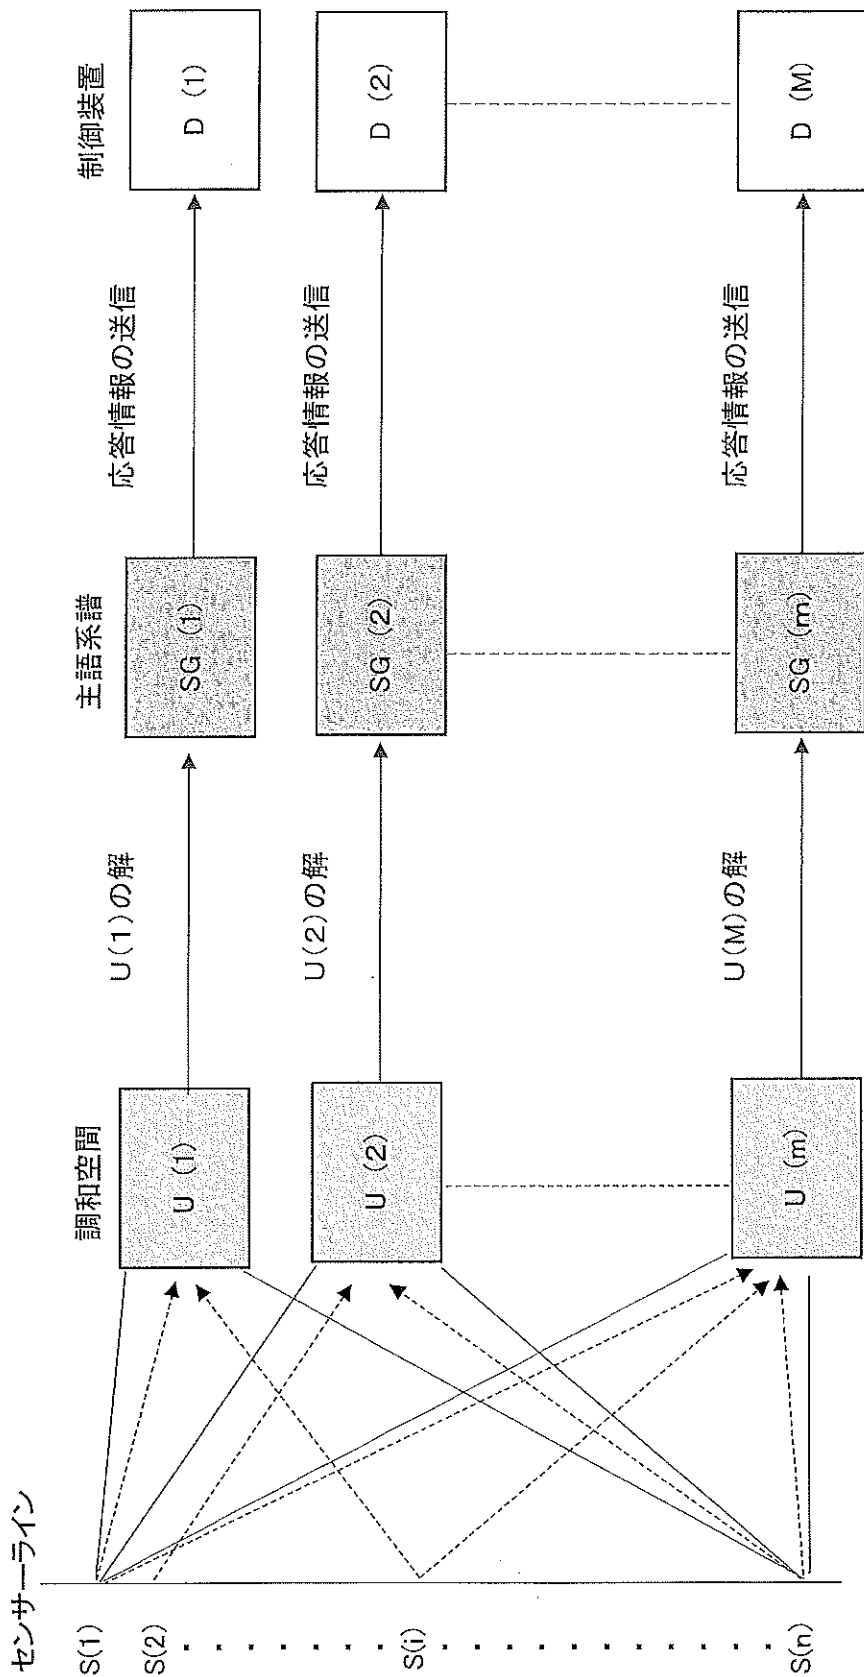 センサーライン
調和空間
主語系譜
制御装置
S(1)
S(2)
S(i)
S(n)
U (1)
U(1)の解
SG (1)
応答情報の送信
D (1)
U (2)
U(2)の解
SG (2)
応答情報の送信
D (2)
U (m)
U(M)の解
SG (m)
応答情報の送信
D (M)